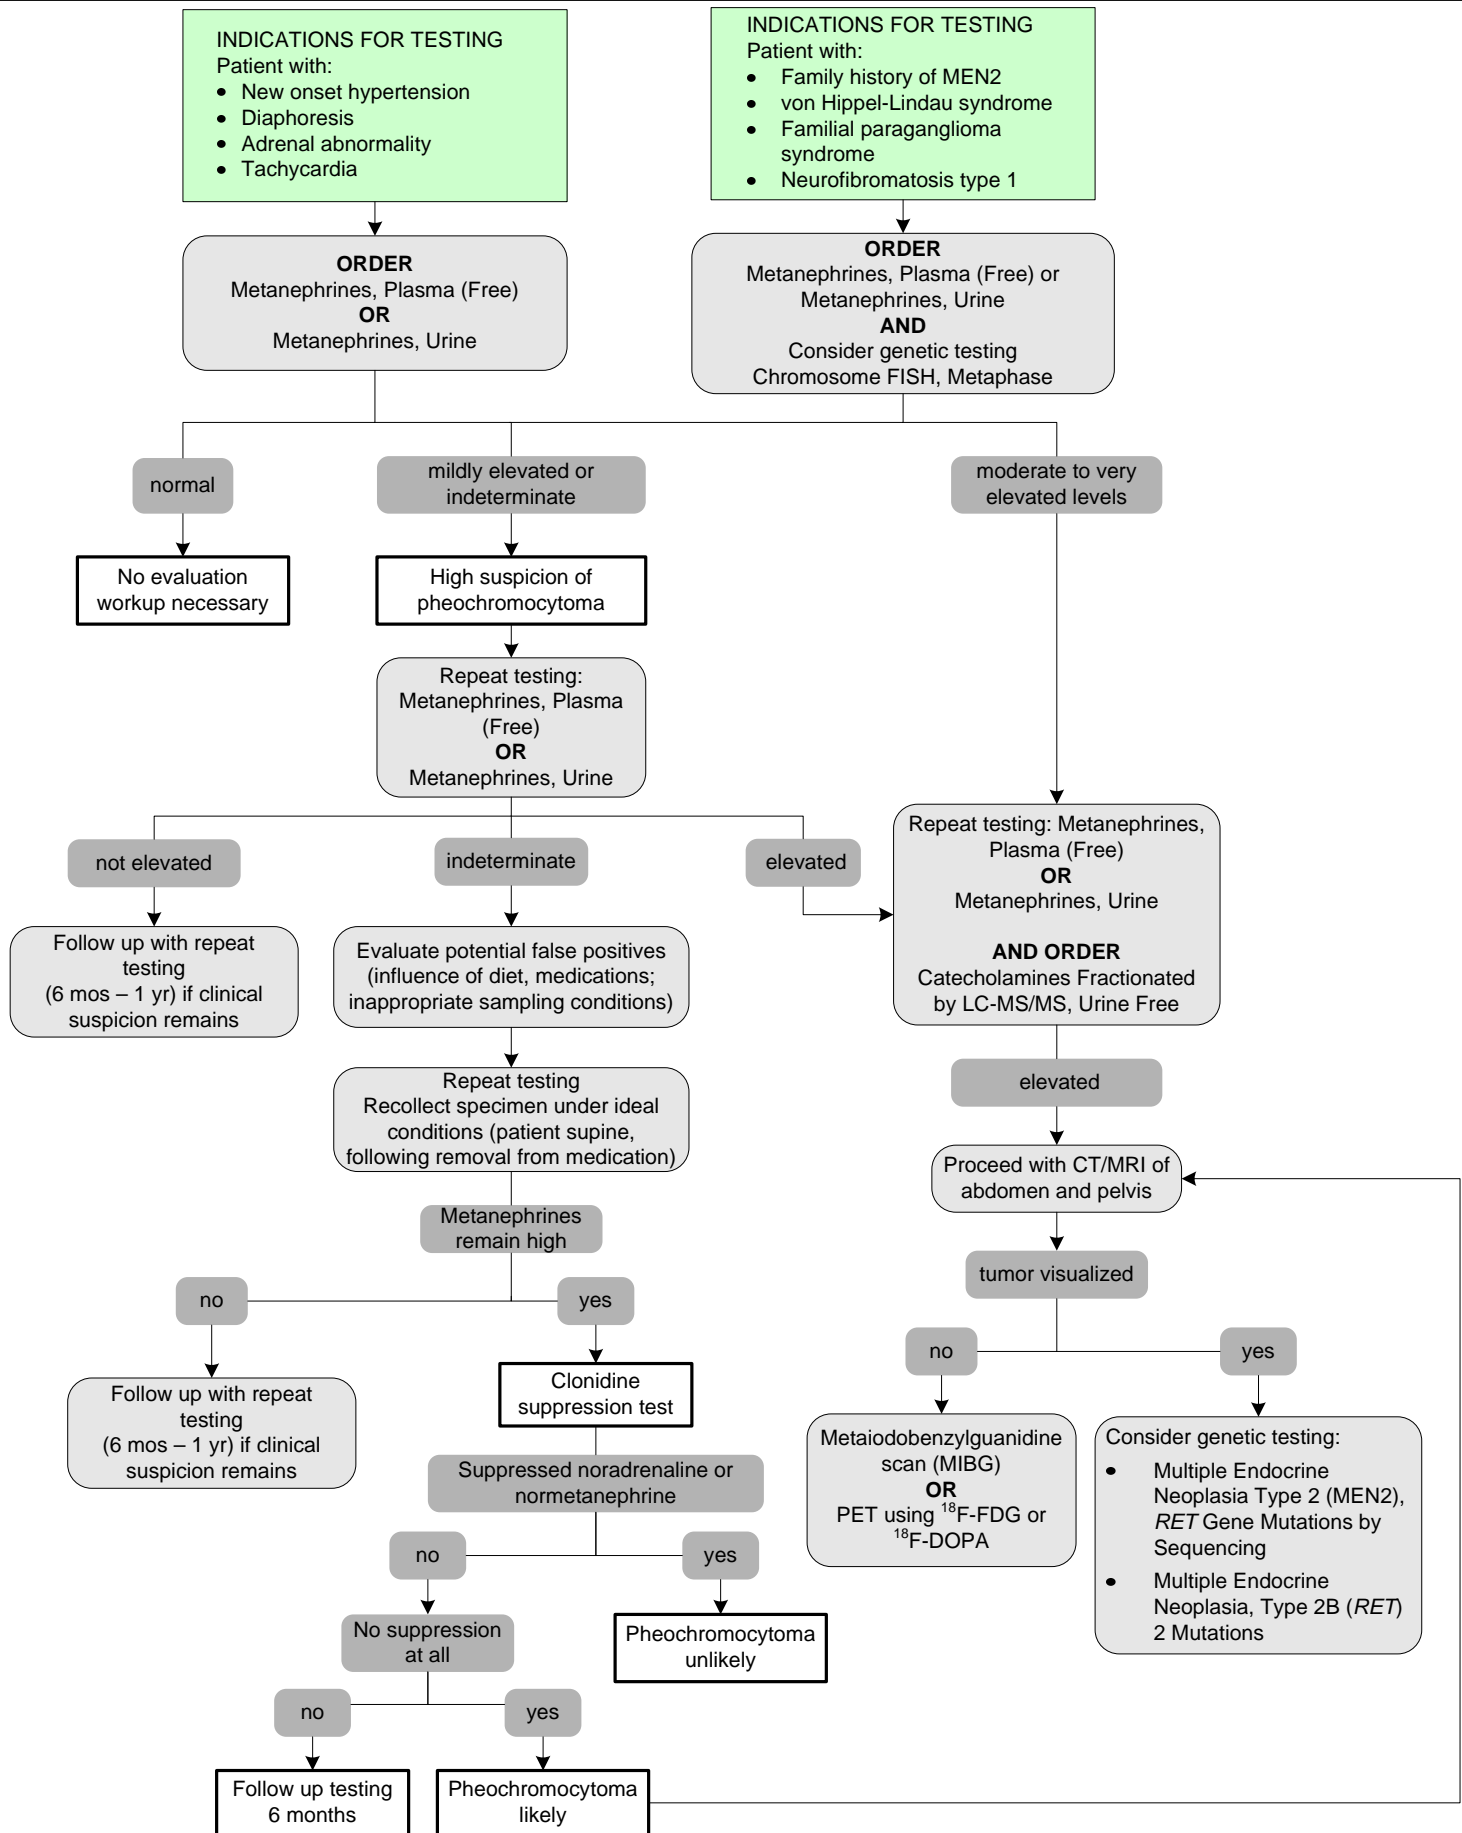 INDICATIONS FOR TESTING
Patient with:
• New onset hypertension
• Diaphoresis
• Adrenal abnormality
• Tachycardia
INDICATIONS FOR TESTING
Patient with:
• Family history of MEN2
• von Hippel-Lindau syndrome
• Familial paraganglioma
syndrome
• Neurofibromatosis type 1
ORDER
Metanephrines, Plasma (Free)
OR
Metanephrines, Urine
ORDER
Metanephrines, Plasma (Free) or
Metanephrines, Urine
AND
Consider genetic testing
Chromosome FISH, Metaphase
normal
mildly elevated or
indeterminate
moderate to very
elevated levels
No evaluation
workup necessary
High suspicion of
pheochromocytoma
Repeat testing:
Metanephrines, Plasma
(Free)
OR
Metanephrines, Urine
not elevated
indeterminate
elevated
Repeat testing: Metanephrines,
Plasma (Free)
OR
Metanephrines, Urine
AND ORDER
Catecholamines Fractionated
by LC-MS/MS, Urine Free
Follow up with repeat
testing
(6 mos – 1 yr) if clinical
suspicion remains
Evaluate potential false positives
(influence of diet, medications;
inappropriate sampling conditions)
Repeat testing
Recollect specimen under ideal
conditions (patient supine,
following removal from medication)
elevated
Proceed with CT/MRI of
abdomen and pelvis
Metanephrines
remain high
tumor visualized
no
yes
no
yes
Follow up with repeat
testing
(6 mos – 1 yr) if clinical
suspicion remains
Clonidine
suppression test
Metaiodobenzylguanidine
scan (MIBG)
OR
PET using 18F-FDG or
18F-DOPA
Consider genetic testing:
• Multiple Endocrine
Neoplasia Type 2 (MEN2),
RET Gene Mutations by
Sequencing
• Multiple Endocrine
Neoplasia, Type 2B (RET)
2 Mutations
Suppressed noradrenaline or
normetanephrine
no
yes
No suppression
at all
Pheochromocytoma
unlikely
no
yes
Follow up testing
6 months
Pheochromocytoma
likely